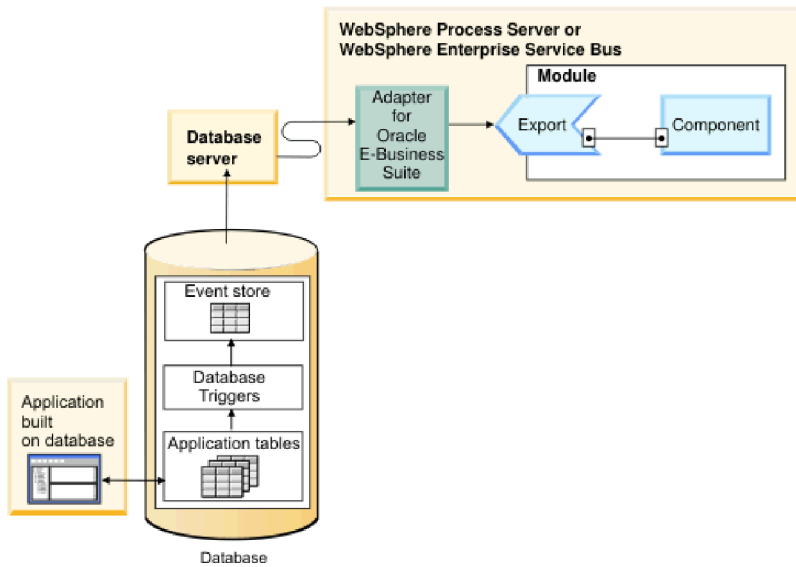 WebSphere Process Server or
WebSphere Enterprise Service Bus
Module
Adapter
for
Oracle
E-Business
Suite
Export
Component
Database
server
Event store
Database
Triggers
Application tables
Application
built
on database
Database